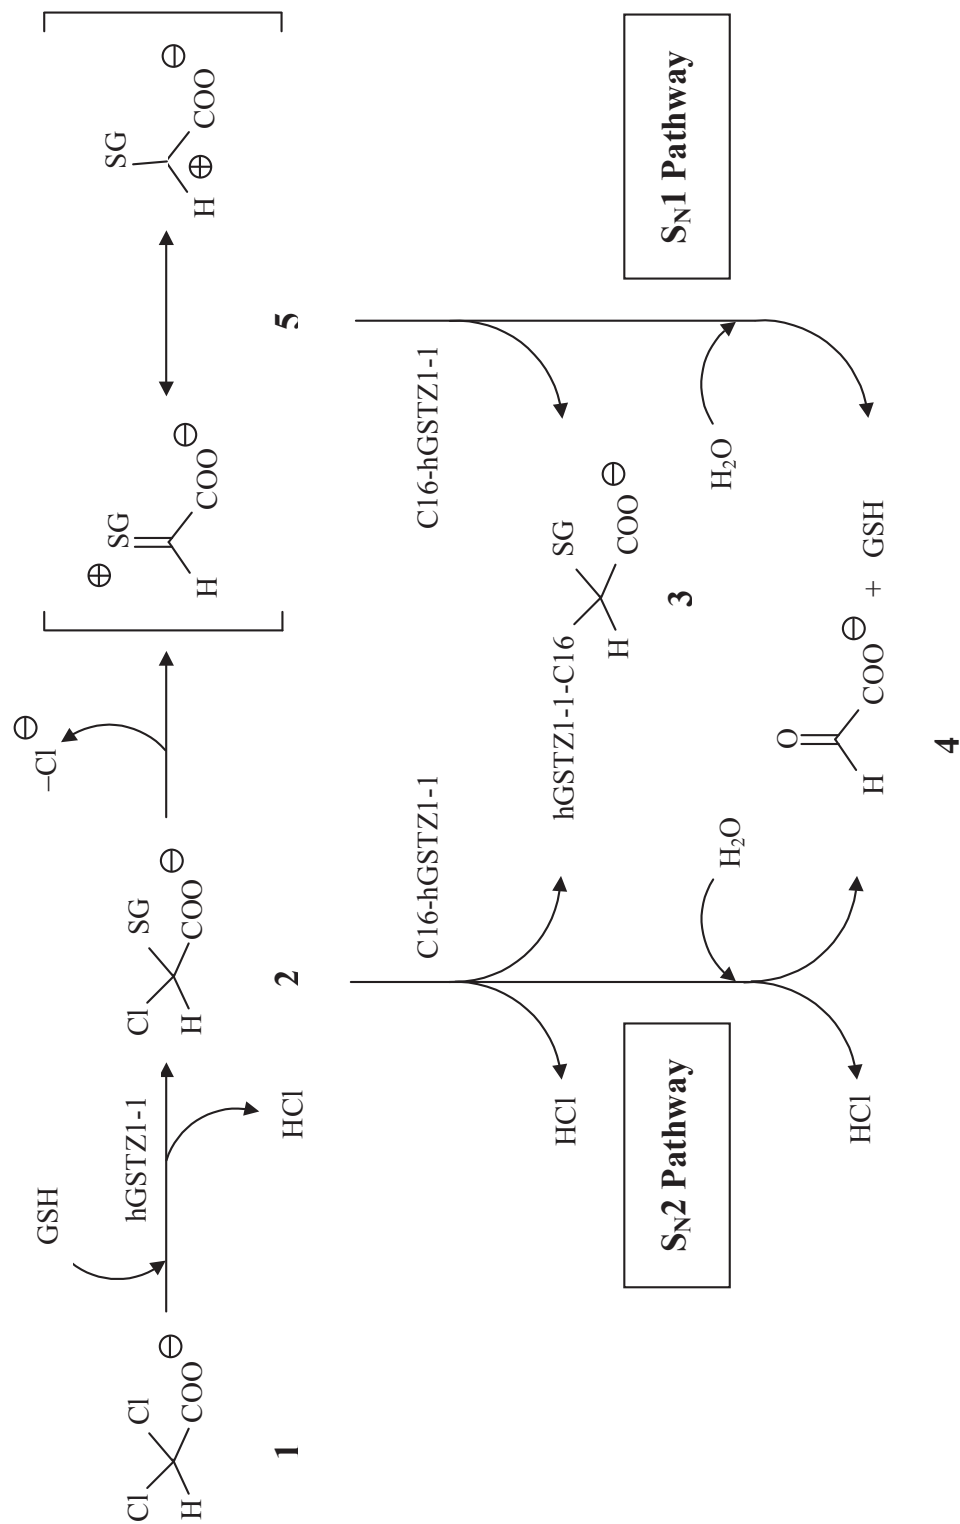 GSH
hGSTZ1-1
HCl
Cl Cl
H COO ⊖
1
Cl SG
H COO ⊖
2
–Cl ⊖
⊕ SG
H COO ⊖
SG
H ⊕ COO ⊖
5
C16-hGSTZ1-1
C16-hGSTZ1-1
HCl
hGSTZ1-1-C16 SG
H COO ⊖
3
SN2 Pathway
H2O
H2O
SN1 Pathway
HCl
O
H COO ⊖ + GSH
4